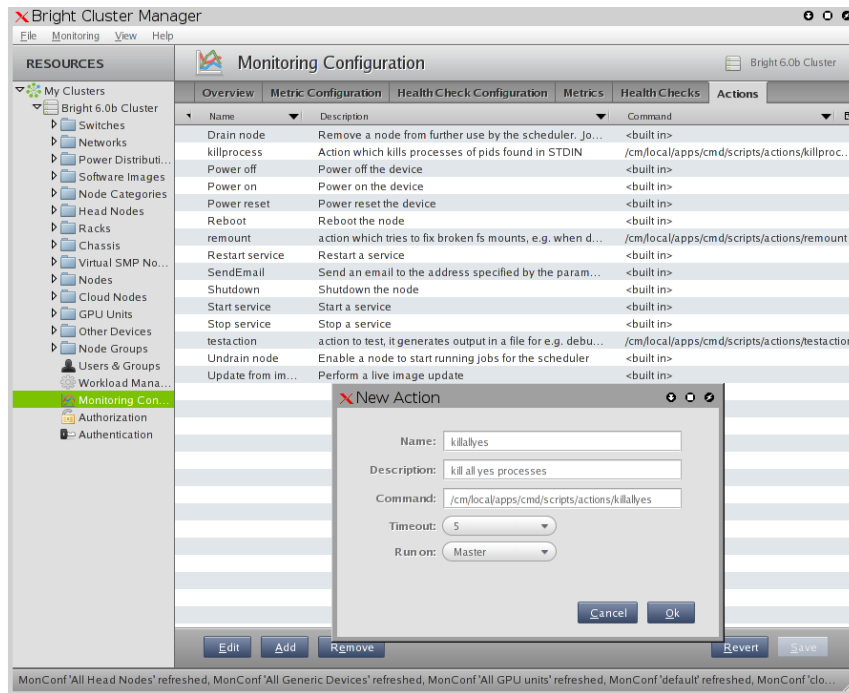 Bright Cluster Manager
File Monitoring View Help
RESOURCES
My Clusters
Bright 6.0b Cluster
Switches
Networks
Power Distributi...
Software Images
Node Categories
Head Nodes
Racks
Chassis
Virtual SMP No...
Nodes
Cloud Nodes
GPU Units
Other Devices
Node Groups
Users & Groups
Workload Mana...
Monitoring Con...
Authorization
Authentication
Monitoring Configuration
Bright 6.0b Cluster
Overview Metric Configuration Health Check Configuration Metrics Health Checks Actions
Name Description Command
Drain node Remove a node from further use by the scheduler. Jo... <built in>
killprocess Action which kills processes of pids found in STDIN /cm/local/apps/cmd/scripts/actions/killproc...
Power off Power off the device <built in>
Power on Power on the device <built in>
Power reset Power reset the device <built in>
Reboot Reboot the node <built in>
remount action which tries to fix broken fs mounts, e.g. when d... /cm/local/apps/cmd/scripts/actions/remount
Restart service Restart a service <built in>
SendEmail Send an email to the address specified by the param... <built in>
Shutdown Shutdown the node <built in>
Start service Start a service <built in>
Stop service Stop a service <built in>
testaction action to test, it generates output in a file for e.g. debu... /cm/local/apps/cmd/scripts/actions/testaction
Undrain node Enable a node to start running jobs for the scheduler <built in>
Update from im... Perform a live image update <built in>
New Action
Name: killallyes
Description: kill all yes processes
Command: /cm/local/apps/cmd/scripts/actions/killallyes
Timeout: 5
Run on: Master
Cancel Ok
Edit Add Remove Revert Save
MonConf 'All Head Nodes' refreshed, MonConf 'All Generic Devices' refreshed, MonConf 'All GPU units' refreshed, MonConf 'default' refreshed, MonConf 'clo...